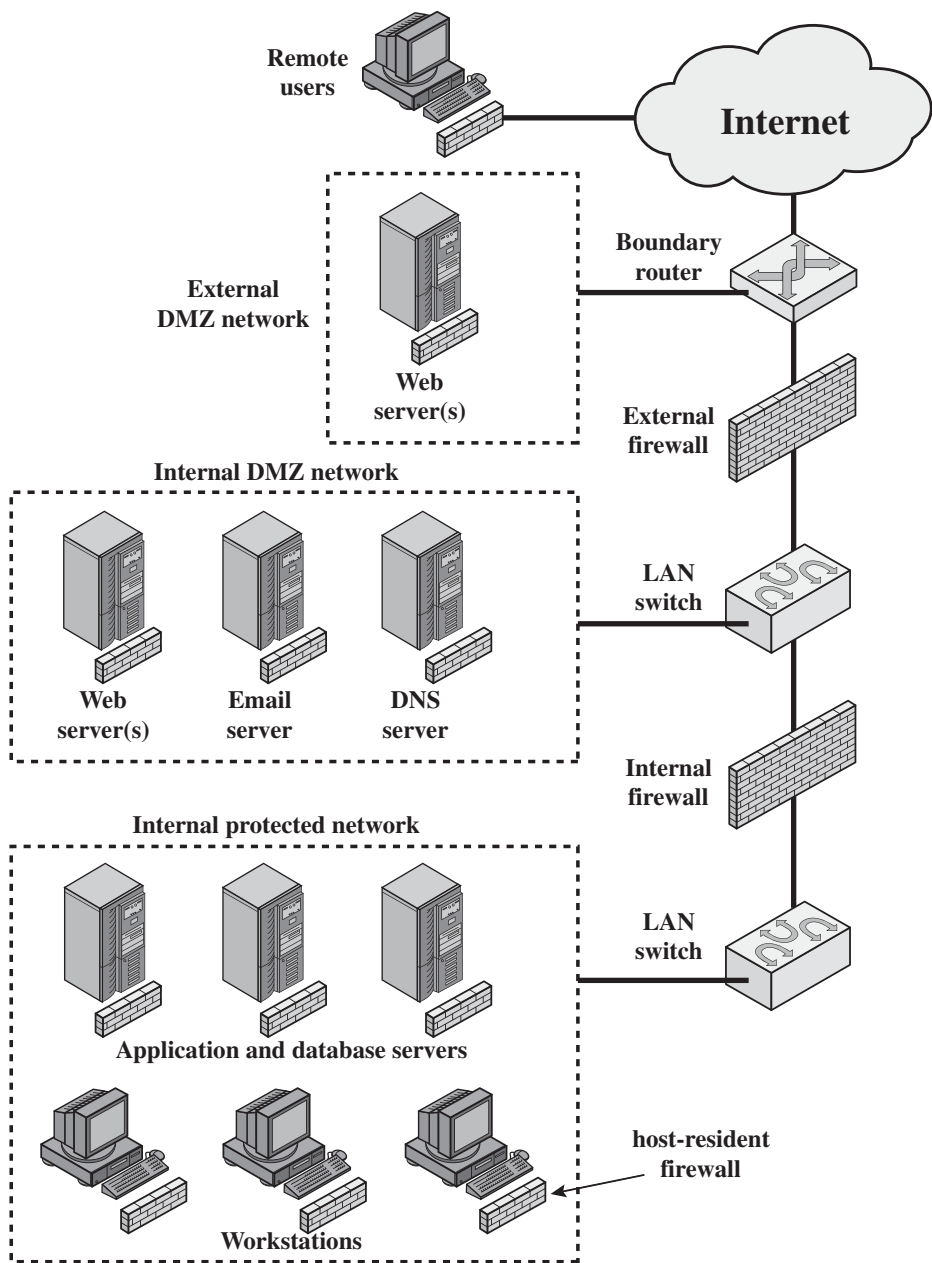 Remote
users
Internet
Boundary
router
External
DMZ network
Web
server(s)
External
firewall
Internal DMZ network
LAN
switch
Web
server(s)
Email
server
DNS
server
Internal
firewall
Internal protected network
LAN
switch
Application and database servers
host-resident
firewall
Workstations